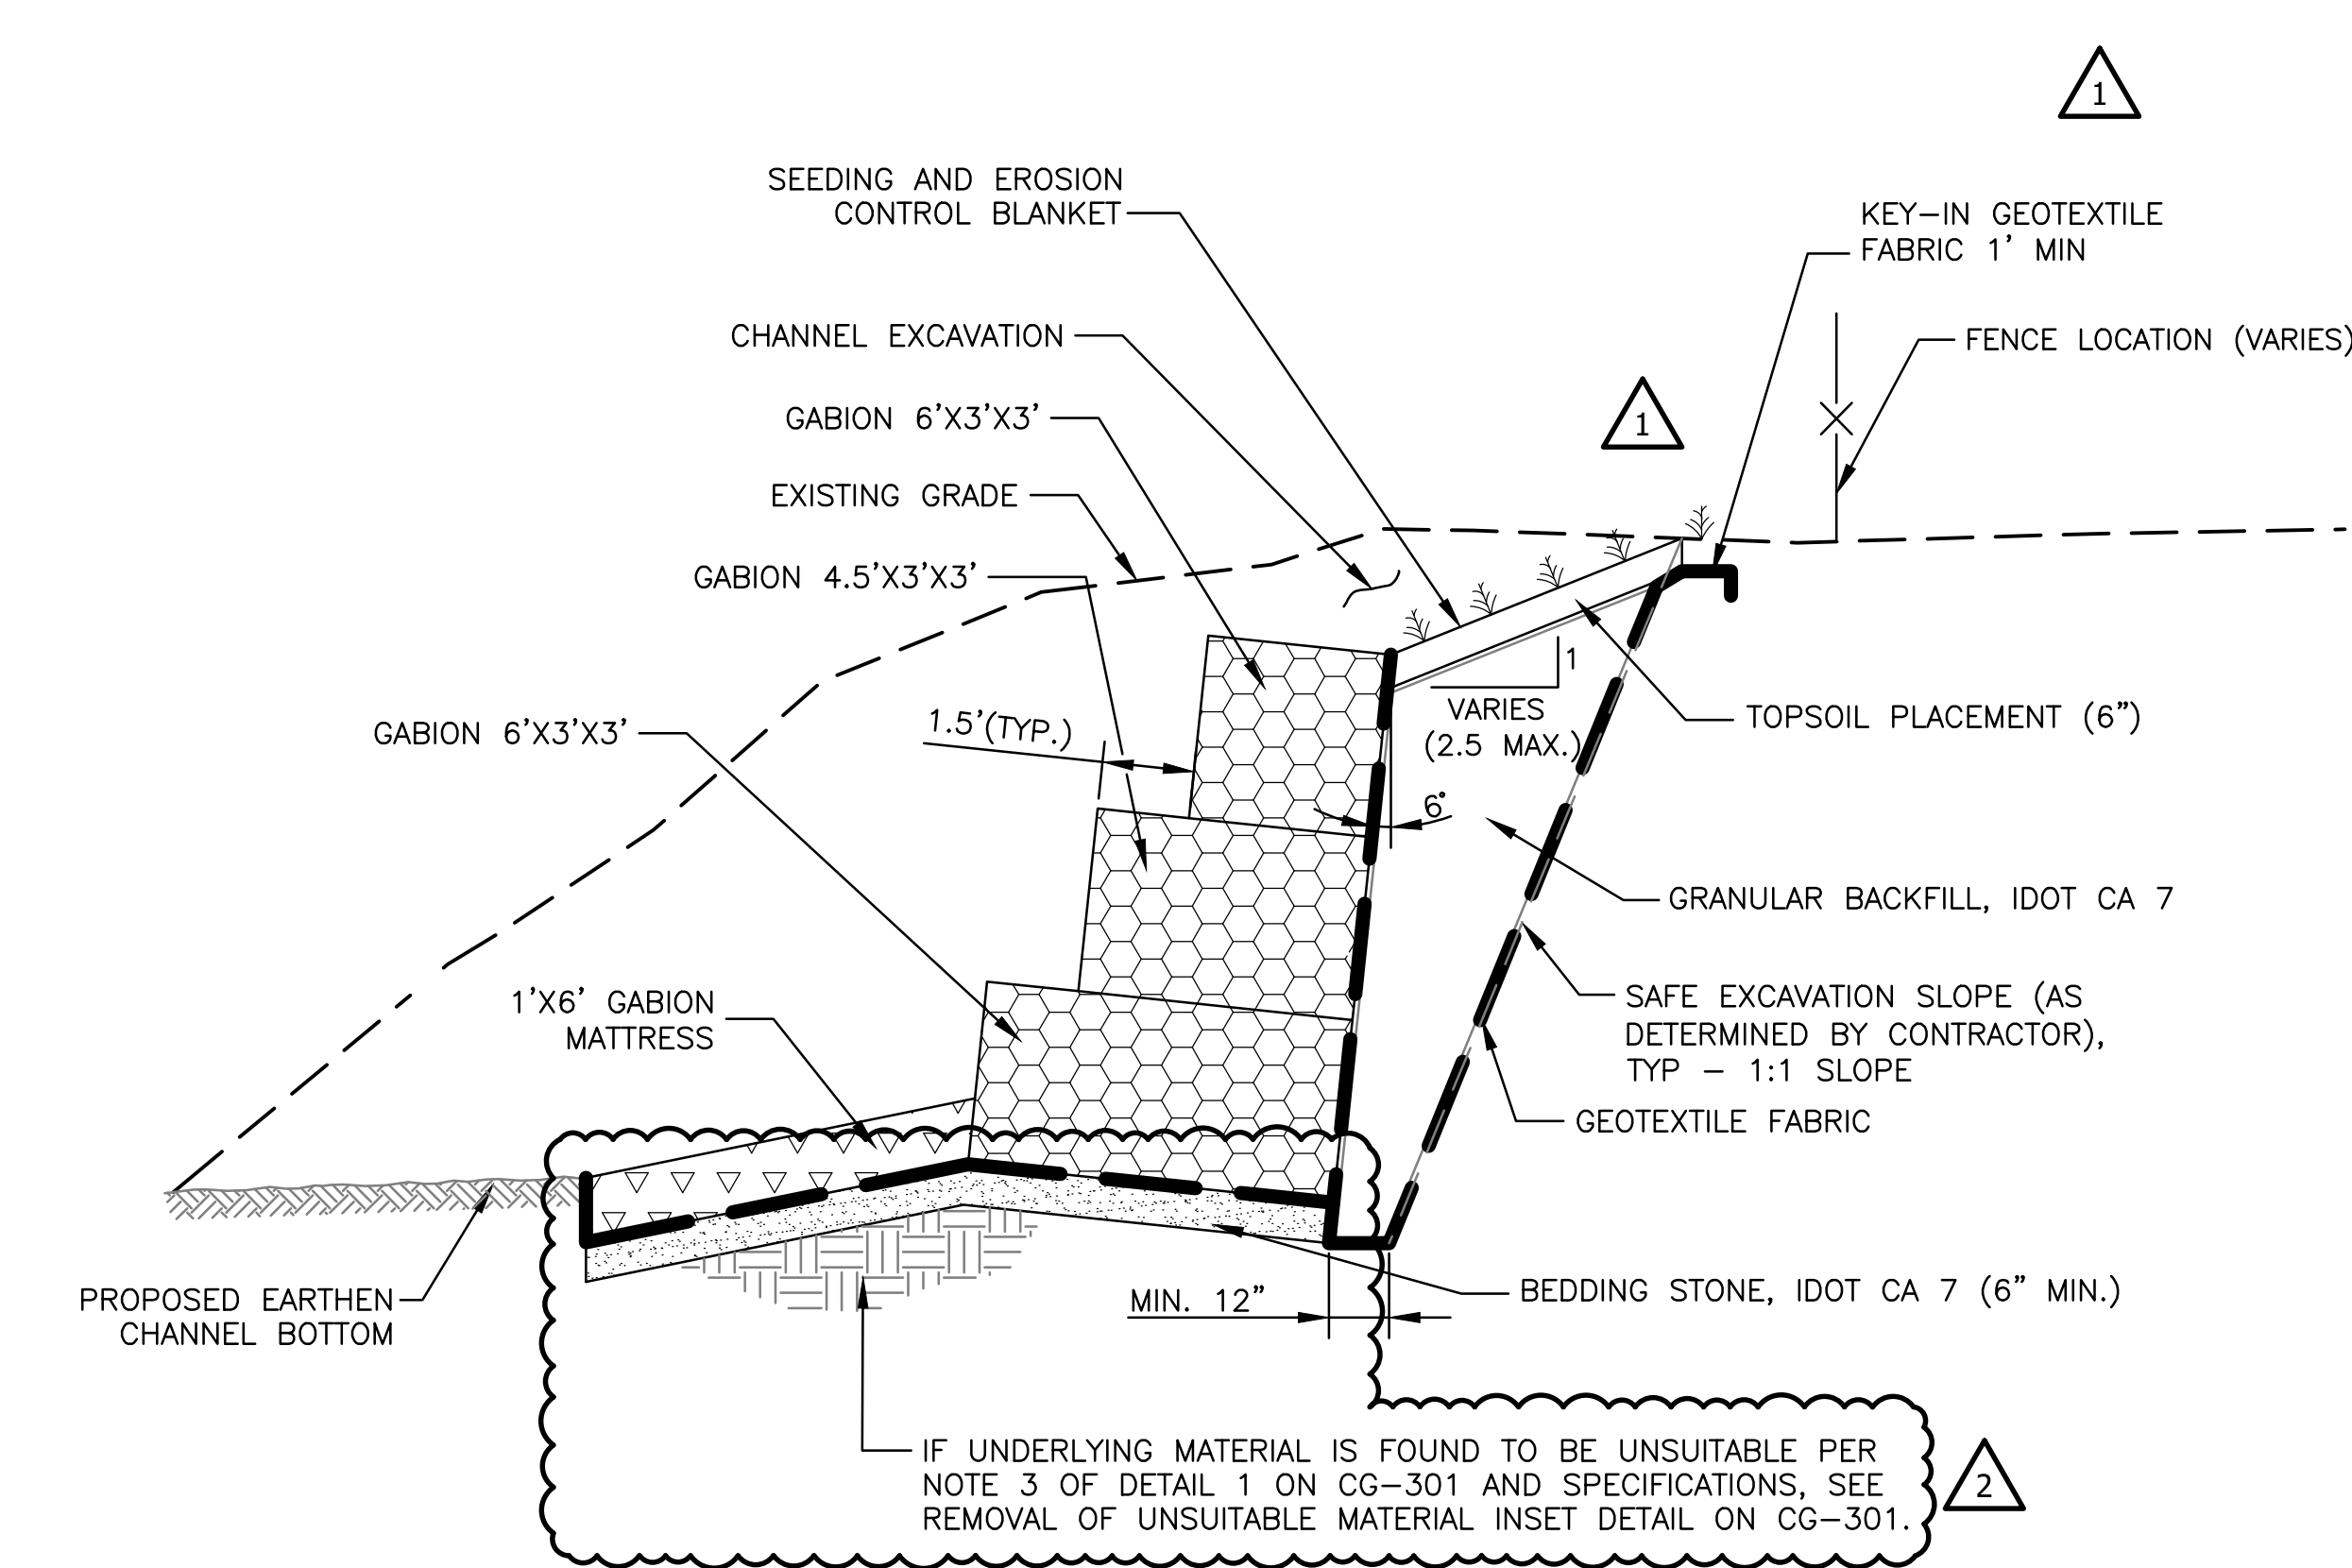 1
SEEDING AND EROSION
CONTROL BLANKET
KEY-IN GEOTEXTILE
FABRIC 1' MIN
CHANNEL EXCAVATION
FENCE LOCATION (VARIES)
GABION 6'X3'X3'
1
EXISTING GRADE
GABION 4.5'X3'X3'
1
VARIES
(2.5 MAX.)
TOPSOIL PLACEMENT (6")
GABION 6'X3'X3'
1.5'(TYP.)
6°
GRANULAR BACKFILL, IDOT CA 7
1'X6' GABION
MATTRESS
SAFE EXCAVATION SLOPE (AS
DETERMINED BY CONTRACTOR),
TYP - 1:1 SLOPE
GEOTEXTILE FABRIC
PROPOSED EARTHEN
CHANNEL BOTTOM
MIN. 12"
BEDDING STONE, IDOT CA 7 (6" MIN.)
IF UNDERLYING MATERIAL IS FOUND TO BE UNSUITABLE PER
NOTE 3 OF DETAIL 1 ON CG-301 AND SPECIFICATIONS, SEE
REMOVAL OF UNSUITABLE MATERIAL INSET DETAIL ON CG-301.
2